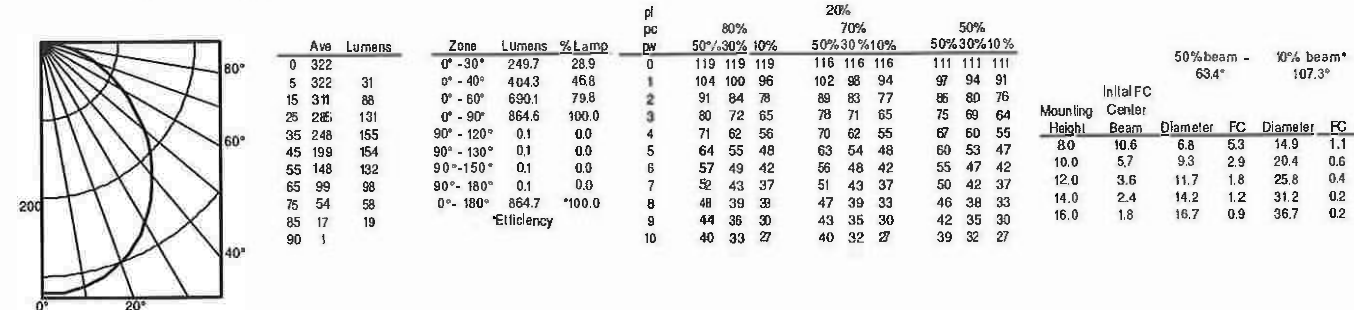 80°
60°
200
40°
0° 20°
Ave Lumens
0 322
5 322 31
15 311 88
25 285 131
35 248 155
45 199 154
55 148 132
65 99 98
75 54 58
85 17 19
90 1
Zone Lumens %Lamp
0° -30° 249.7 28.9
0° - 40° 404.3 46.8
0° - 60° 690.1 79.8
0° - 90° 864.6 100.0
90° - 120° 0.1 0.0
90° - 130° 0.1 0.0
90°-150° 0.1 0.0
90°- 180° 0.1 0.0
0°- 180° 864.7 *100.0
*Efficiency
pf 20%
pc 80% 70% 50%
pw 50%30% 10% 50%30%10% 50%30%10%
0 119 119 119 116 116 116 111 111 111
1 104 100 96 102 98 94 97 94 91
2 91 84 78 89 83 77 86 80 76
3 80 72 65 78 71 65 75 69 64
4 71 62 56 70 62 55 67 60 55
5 64 55 48 63 54 48 60 53 47
6 57 49 42 56 48 42 55 47 42
7 52 43 37 51 43 37 50 42 37
8 48 39 33 47 39 33 46 38 33
9 44 36 30 43 35 30 42 35 30
10 40 33 27 40 32 27 39 32 27
50%beam - 10% beam*
63.4° 107.3°
Inital FC
Mounting Center
Height Beam Diameter FC Diameter FC
8.0 10.6 6.8 5.3 14.9 1.1
10.0 5.7 9.3 2.9 20.4 0.6
12.0 3.6 11.7 1.8 25.8 0.4
14.0 2.4 14.2 1.2 31.2 0.2
16.0 1.8 16.7 0.9 36.7 0.2